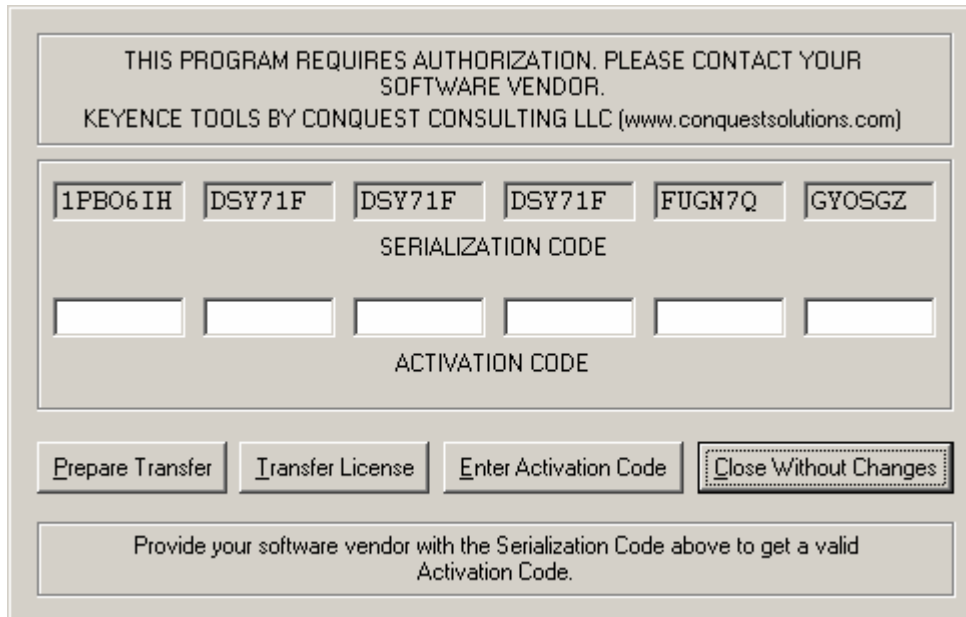 THIS PROGRAM REQUIRES AUTHORIZATION. PLEASE CONTACT YOUR
SOFTWARE VENDOR.
KEYENCE TOOLS BY CONQUEST CONSULTING LLC (www.conquestsolutions.com)
1PBO6IH DSY71F DSY71F DSY71F FUGN7Q GYOSGZ
SERIALIZATION CODE
ACTIVATION CODE
Prepare Transfer Transfer License Enter Activation Code Close Without Changes
Provide your software vendor with the Serialization Code above to get a valid
Activation Code.